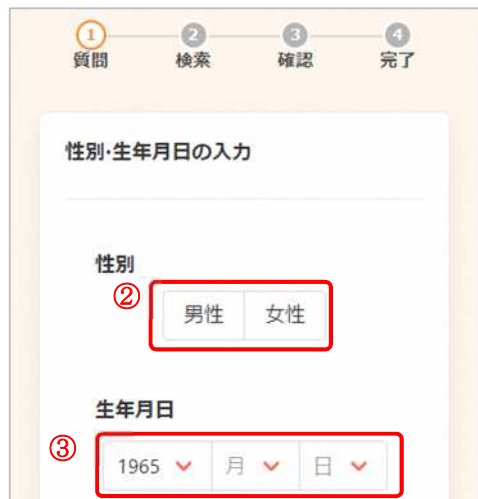 1 2 3 4
質問 検索 確認 完了
性別･生年月日の入力
性別
②
男性 女性
生年月日
③
1965 月 日